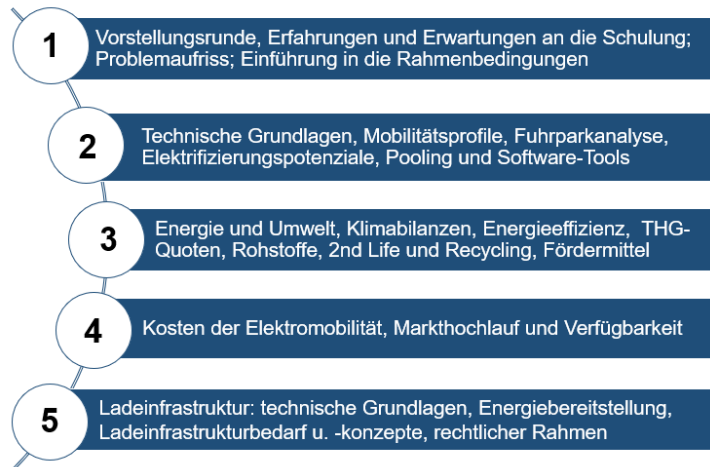 1
Vorstellungsrunde, Erfahrungen und Erwartungen an die Schulung;
Problemaufriss; Einführung in die Rahmenbedingungen
2
Technische Grundlagen, Mobilitätsprofile, Fuhrparkanalyse,
Elektrifizierungspotenziale, Pooling und Software-Tools
3
Energie und Umwelt, Klimabilanzen, Energieeffizienz, THG-
Quoten, Rohstoffe, 2nd Life und Recycling, Fördermittel
4
Kosten der Elektromobilität, Markthochlauf und Verfügbarkeit
5
Ladeinfrastruktur: technische Grundlagen, Energiebereitstellung,
Ladeinfrastrukturbedarf u. -konzepte, rechtlicher Rahmen